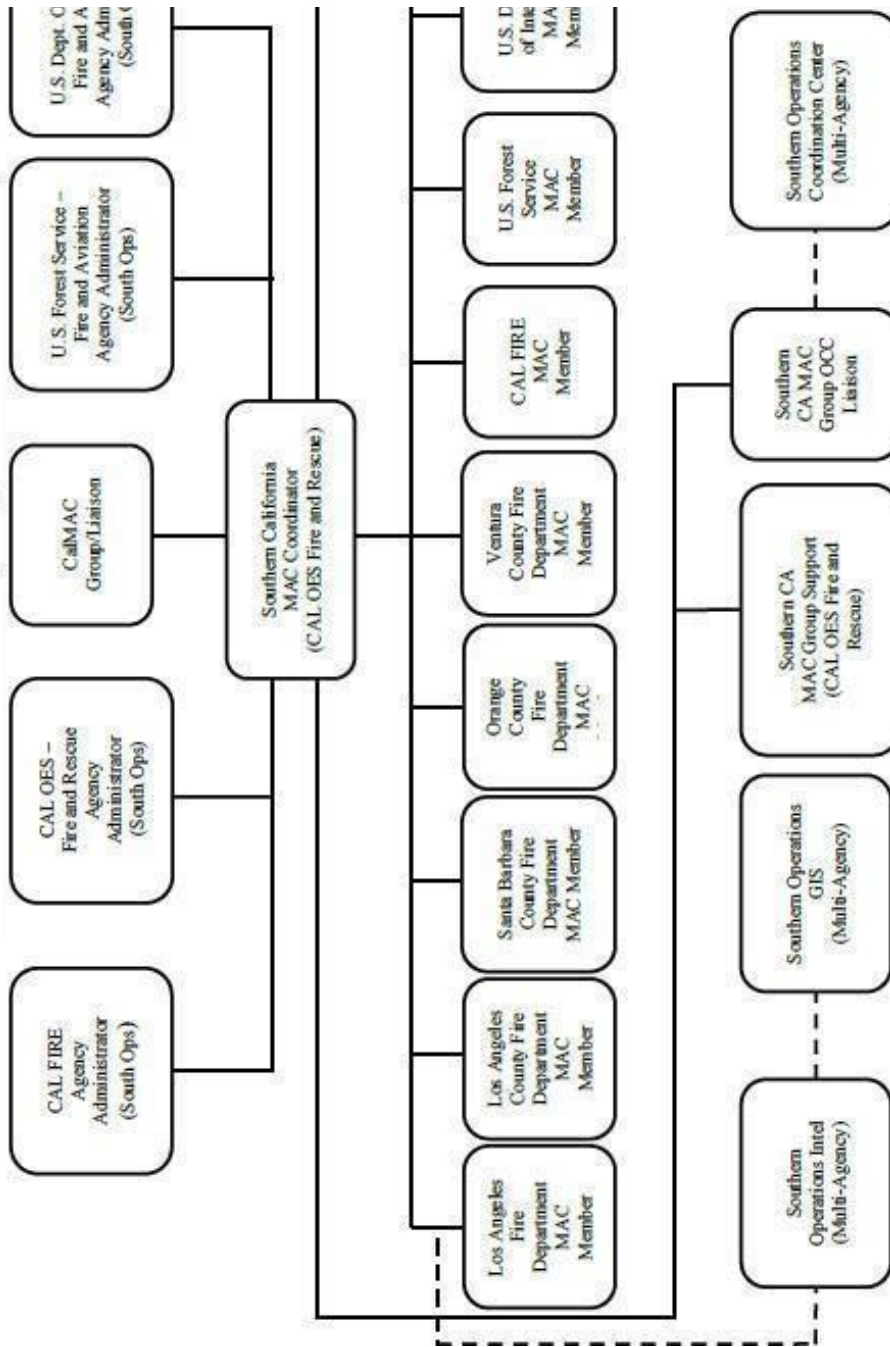 CAL FIRE
Agency
Administrator
(South Ops)
CAL OES –
Fire and Rescue
Agency
Administrator
(South Ops)
CalMAC
Group/Liaison
U.S. Forest Service –
Fire and Aviation
Agency Administrator
(South Ops)
U.S. Dept. O
Fire and A
Agency Adm
(South O
Southern California
MAC Coordinator
(CAL OES Fire and Rescue)
Los Angeles
Fire
Department
MAC
Member
Los Angeles
County Fire
Department
MAC
Member
Santa Barbara
County Fire
Department
MAC Member
Orange
County
Fire
Department
MAC
Ventura
County Fire
Department
MAC
Member
CAL FIRE
MAC
Member
U.S. Forest
Service
MAC
Member
U.S. D
of Inte
MA
Mem
Southern
Operations Intel
(Multi-Agency)
Southern Operations
GIS
(Multi-Agency)
Southern CA
MAC Group Support
(CAL OES Fire and
Rescue)
Southern
CA MAC
Group OCC
Liaison
Southern Operations
Coordination Center
(Multi-Agency)